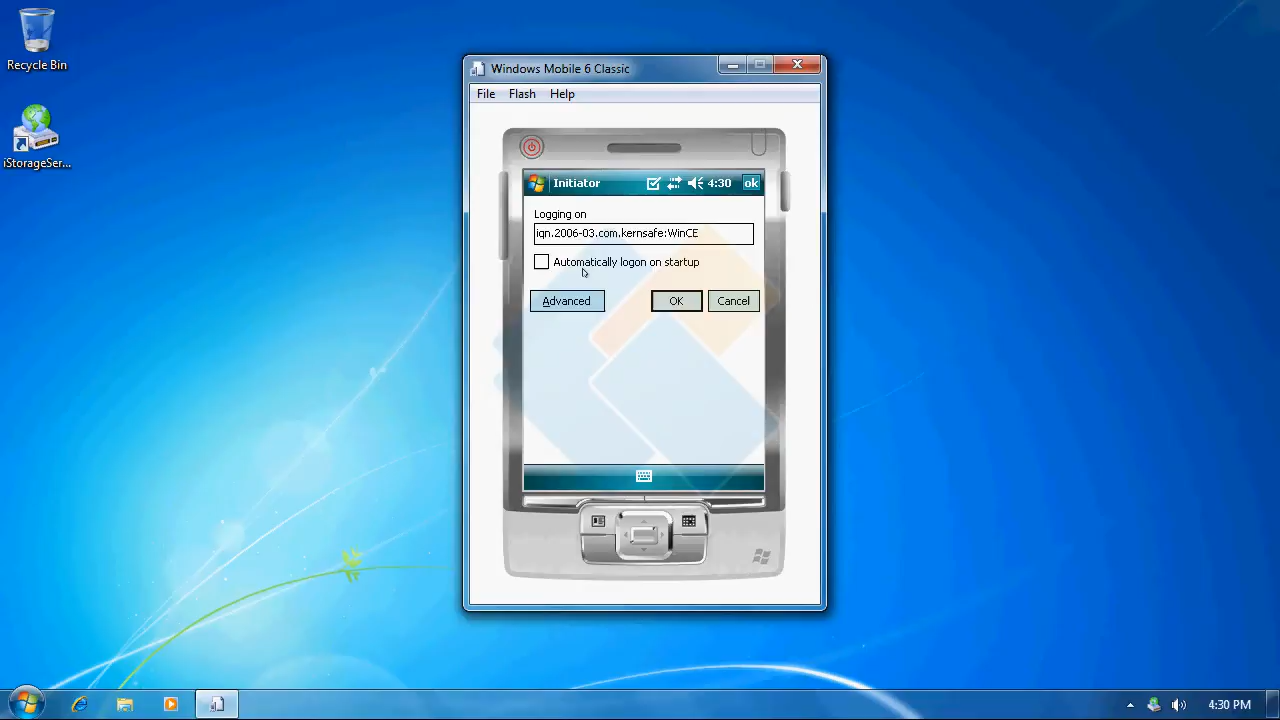 Recycle Bin
iStorageSer...
Windows Mobile 6 Classic
File Flash Help
Initiator 4:30 ok
Logging on
iqn.2006-03.com.kernsafe:WinCE
Automatically logon on startup
Advanced OK Cancel
4:30 PM